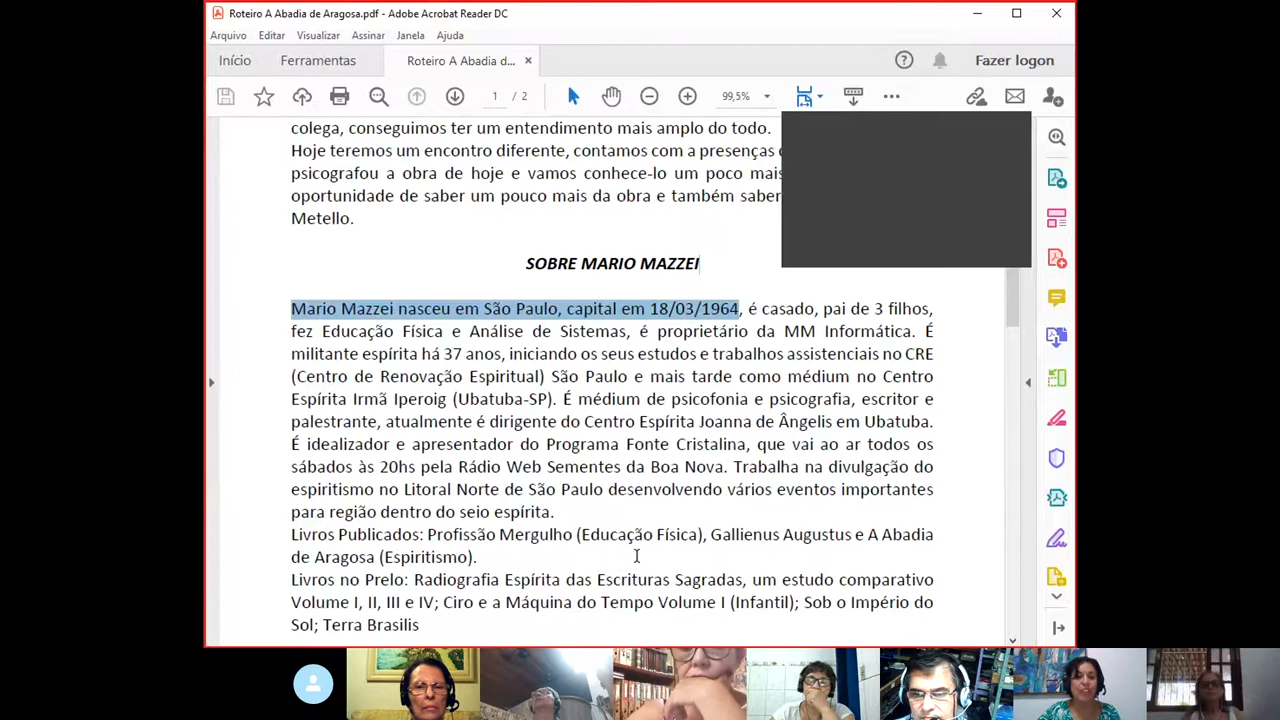 Roteiro A Abadia de Aragosa.pdf - Adobe Acrobat Reader DC
Arquivo Editar Visualizar Assinar Janela Ajuda
Início Ferramentas Roteiro A Abadia d... × Fazer logon
1 / 2 99,5%
colega, conseguimos ter um entendimento mais amplo do todo.
Hoje teremos um encontro diferente, contamos com a presenças
psicografou a obra de hoje e vamos conhece-lo um poco mais
oportunidade de saber um pouco mais da obra e também saber
Metello.
SOBRE MARIO MAZZEI
Mario Mazzei nasceu em São Paulo, capital em 18/03/1964, é casado, pai de 3 filhos,
fez Educação Física e Análise de Sistemas, é proprietário da MM Informática. É
militante espírita há 37 anos, iniciando os seus estudos e trabalhos assistenciais no CRE
(Centro de Renovação Espiritual) São Paulo e mais tarde como médium no Centro
Espírita Irmã Iperoig (Ubatuba-SP). É médium de psicofonia e psicografia, escritor e
palestrante, atualmente é dirigente do Centro Espírita Joanna de Ângelis em Ubatuba.
É idealizador e apresentador do Programa Fonte Cristalina, que vai ao ar todos os
sábados às 20hs pela Rádio Web Sementes da Boa Nova. Trabalha na divulgação do
espiritismo no Litoral Norte de São Paulo desenvolvendo vários eventos importantes
para região dentro do seio espírita.
Livros Publicados: Profissão Mergulho (Educação Física), Gallienus Augustus e A Abadia
de Aragosa (Espiritismo).
Livros no Prelo: Radiografia Espírita das Escrituras Sagradas, um estudo comparativo
Volume I, II, III e IV; Ciro e a Máquina do Tempo Volume I (Infantil); Sob o Império do
Sol; Terra Brasilis